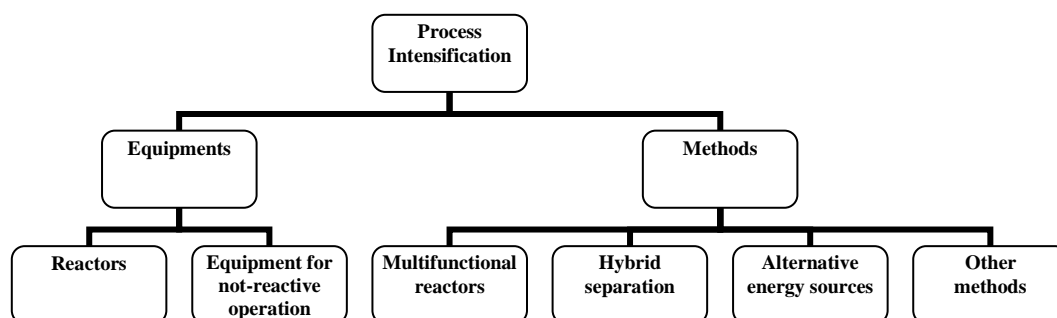 Process
Intensification
Equipments
Methods
Reactors
Equipment for
not-reactive
operation
Multifunctional
reactors
Hybrid
separation
Alternative
energy sources
Other
methods